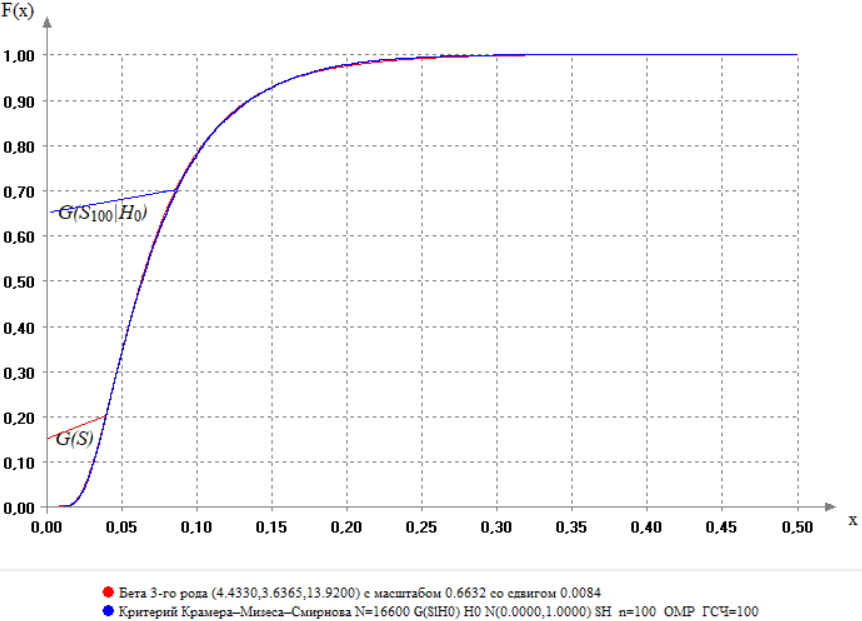 F(x)
1,00
0,90
0,80
0,70
G(S100|H0)
0,60
0,50
0,40
0,30
0,20
G(S)
0,10
0,00
0,00 0,05 0,10 0,15 0,20 0,25 0,30 0,35 0,40 0,45 0,50
x
Бета 3-го рода (4.4330,3.6365,13.9200) с масштабом 0.6632 со сдвигом 0.0084
Критерий Крамера–Мизеса–Смирнова N=16600 G(S|H0) H0 N(0.0000,1.0000) SH n=100 ОМР ГСЧ=100